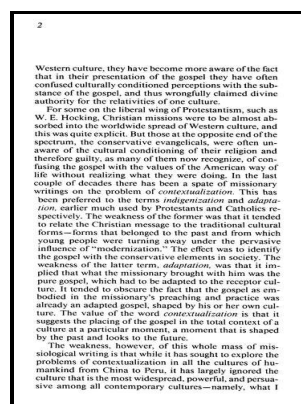 2
Western culture, they have become more aware of the fact
that in their presentation of the gospel they have often
confused culturally conditioned perceptions with the sub-
stance of the gospel, and thus wrongfully claimed divine
authority for the relativities of one culture.
For some on the liberal wing of Protestantism, such as
W. E. Hocking, Christian missions were to be almost ab-
sorbed into the worldwide spread of Western culture, and
this was quite explicit. But those at the opposite end of the
spectrum, the conservative evangelicals, were often un-
aware of the cultural conditioning of their religion and
therefore guilty, as many of them now recognize, of con-
fusing the gospel with the values of the American way of
life without realizing what they were doing. In the last
couple of decades there has been a spate of missionary
writings on the problem of contextualization. This has
been preferred to the terms indigenization and adapta-
tion, earlier much used by Protestants and Catholics re-
spectively. The weakness of the former was that it tended
to relate the Christian message to the traditional cultural
forms—forms that belonged to the past and from which
young people were turning away under the pervasive
influence of "modernization." The effect was to identify
the gospel with the conservative elements in society. The
weakness of the latter term, adaptation, was that it im-
plied that what the missionary brought with him was the
pure gospel, which had to be adapted to the receptor cul-
ture. It tended to obscure the fact that the gospel as em-
bodied in the missionary's preaching and practice was
already an adapted gospel, shaped by his or her own cul-
ture. The value of the word contextualization is that it
suggests the placing of the gospel in the total context of a
culture at a particular moment, a moment that is shaped
by the past and looks to the future.
The weakness, however, of this whole mass of mis-
siological writing is that while it has sought to explore the
problems of contextualization in all the cultures of hu-
mankind from China to Peru, it has largely ignored the
culture that is the most widespread, powerful, and persua-
sive among all contemporary cultures—namely, what I